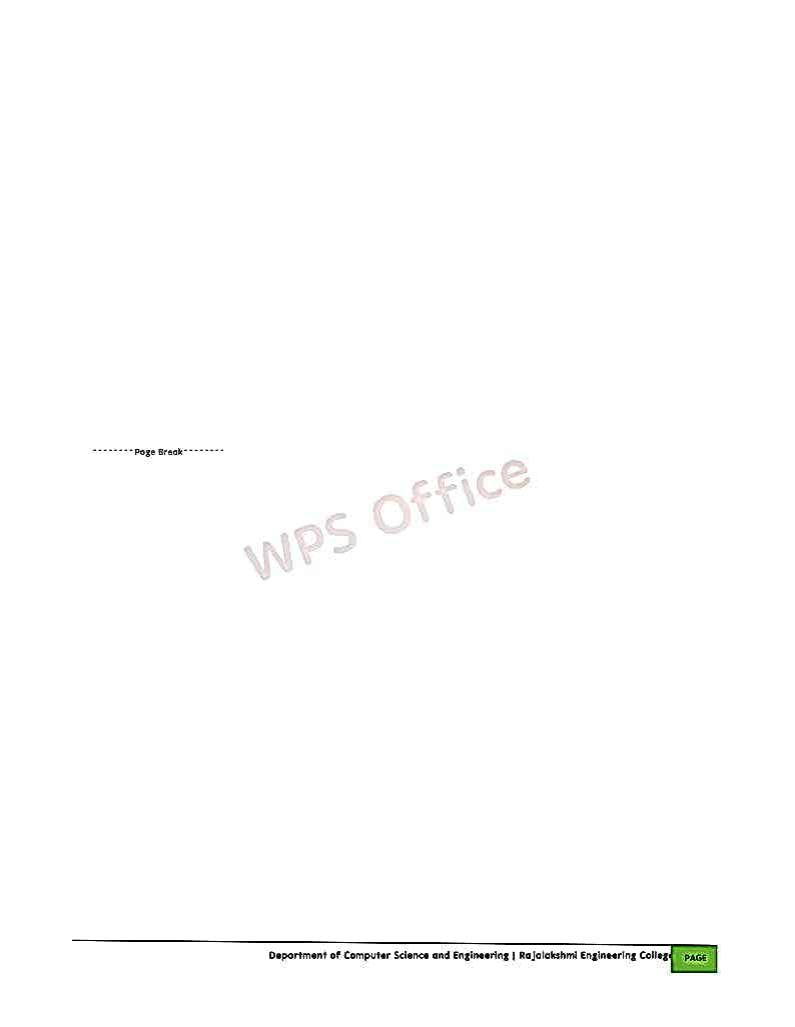 --------Page Break--------
WPS Office
Department of Computer Science and Engineering | Rajalakshmi Engineering College
PAGE